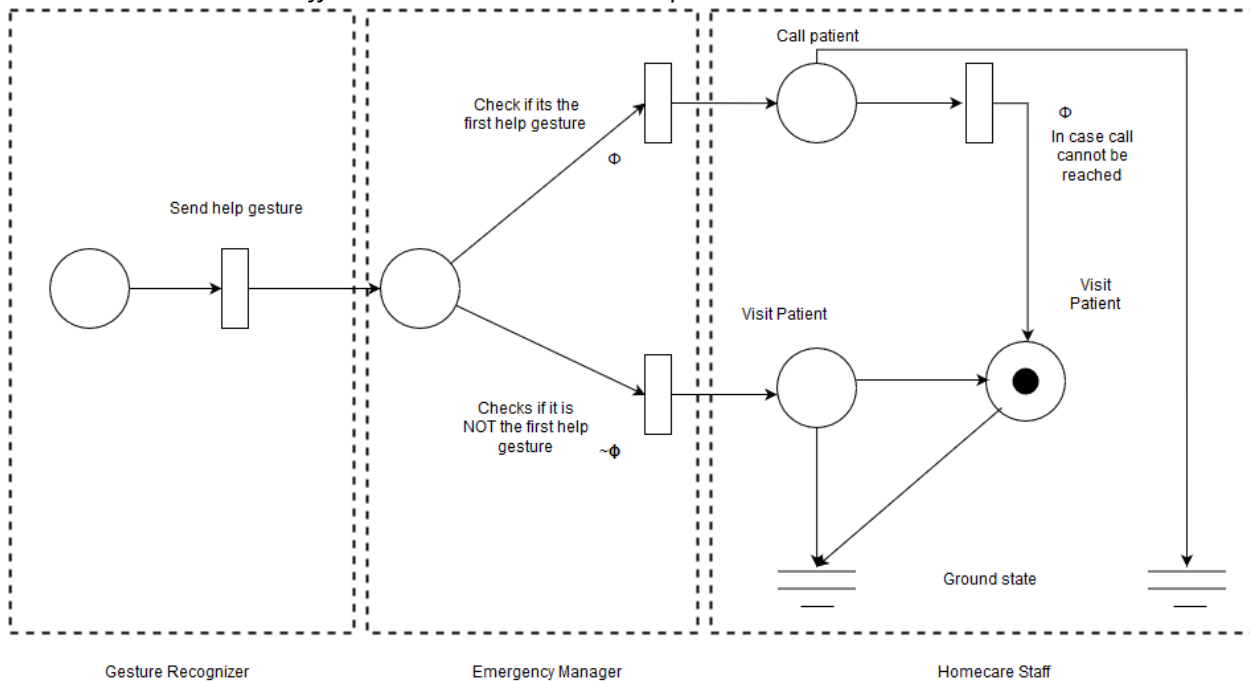 Call patient
Check if its the
first help gesture
Φ
Φ
In case call
cannot be
reached
Send help gesture
Visit
Patient
Visit Patient
Checks if it is
NOT the first help
gesture
~Φ
Ground state
Gesture Recognizer
Emergency Manager
Homecare Staff